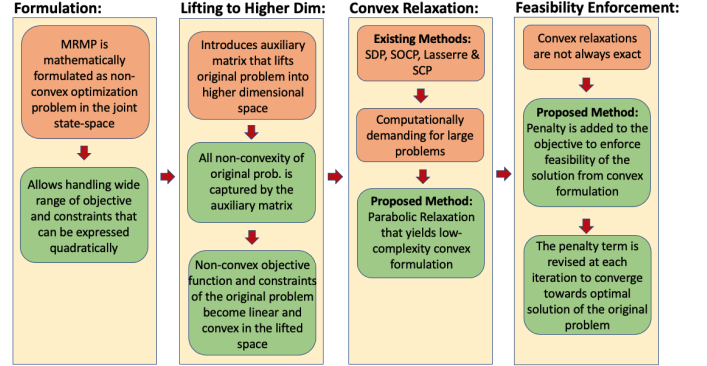 Formulation:
MRMP is
mathematically
formulated as non-
convex optimization
problem in the joint
state-space
Allows handling wide
range of objective
and constraints that
can be expressed
quadratically
Lifting to Higher Dim:
Introduces auxiliary
matrix that lifts
original problem into
higher dimensional
space
All non-convexity of
original prob. is
captured by the
auxiliary matrix
Non-convex objective
function and constraints
of the original problem
become linear and
convex in the lifted
space
Convex Relaxation:
Existing Methods:
SDP, SOCP, Lasserre &
SCP
Computationally
demanding for large
problems
Proposed Method:
Parabolic Relaxation
that yields low-
complexity convex
formulation
Feasibility Enforcement:
Convex relaxations
are not always exact
Proposed Method:
Penalty is added to the
objective to enforce
feasibility of the
solution from convex
formulation
The penalty term is
revised at each
iteration to converge
towards optimal
solution of the original
problem